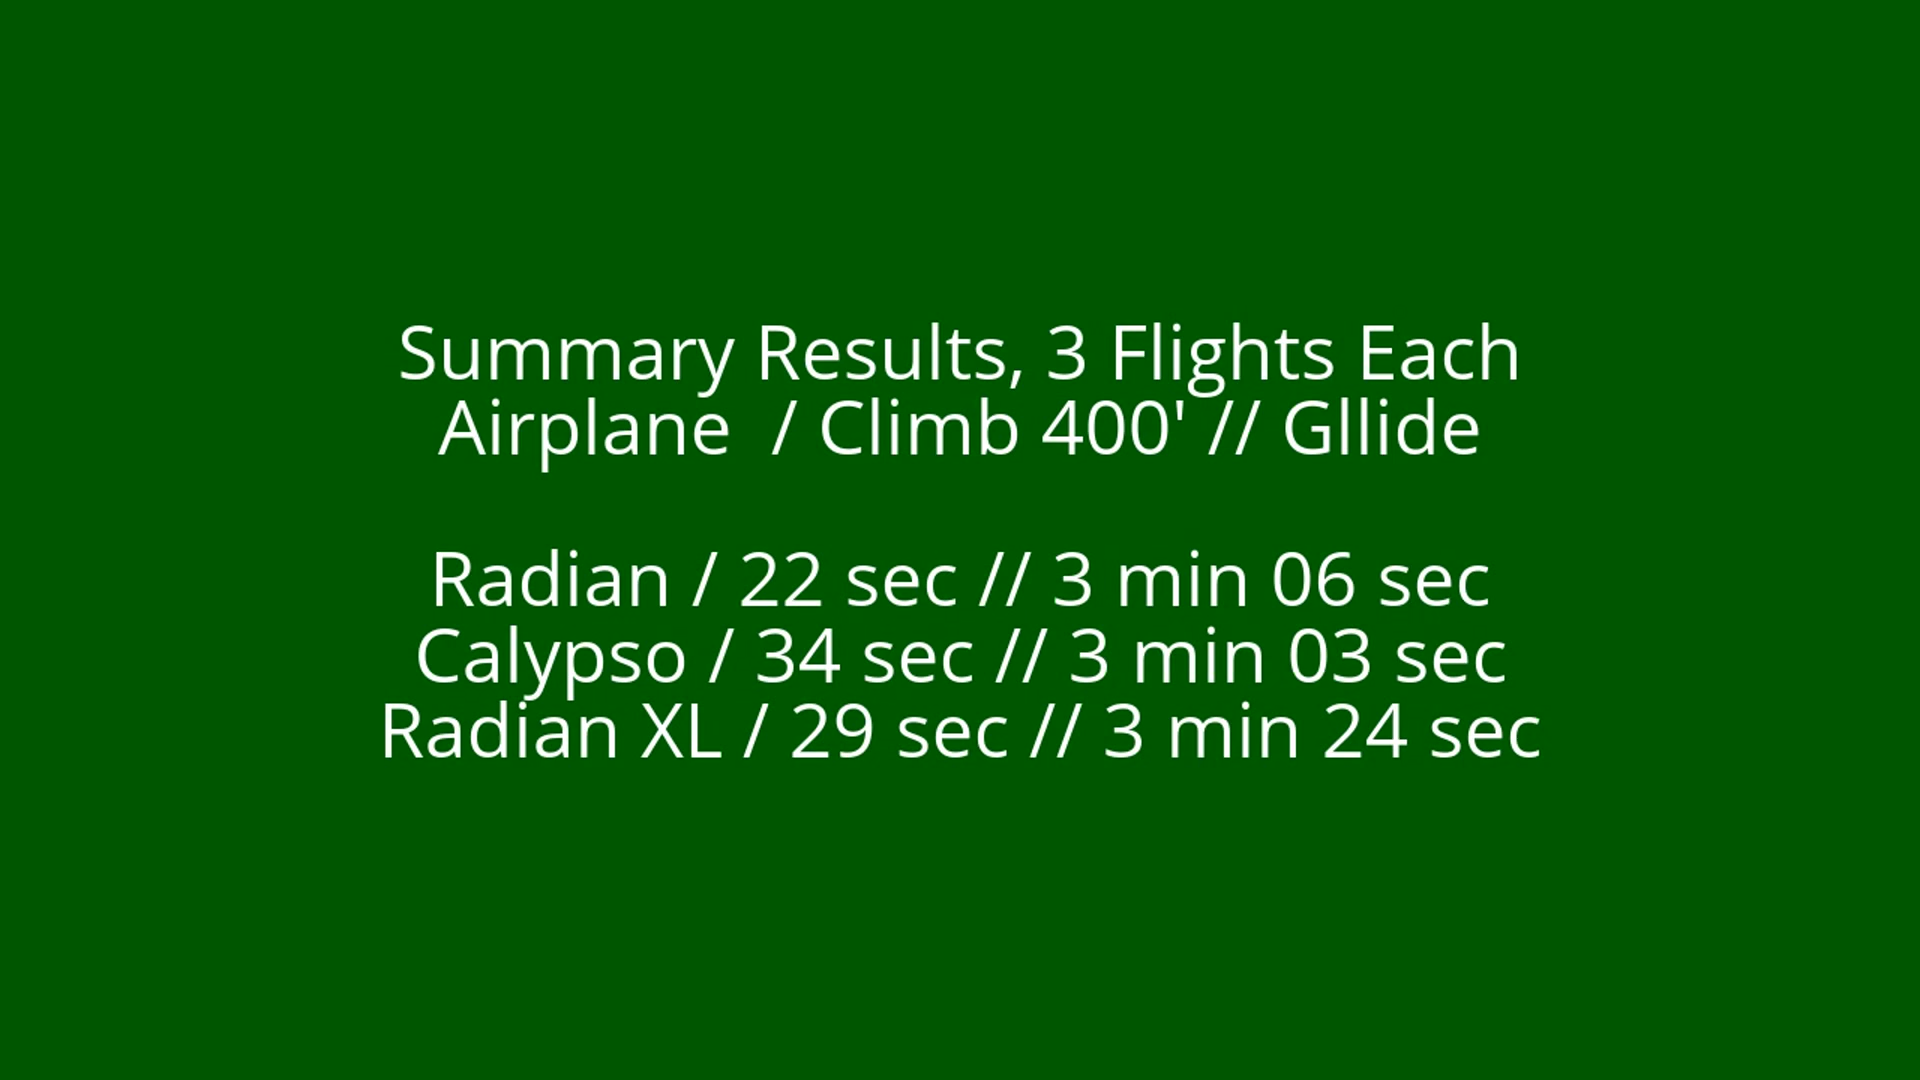 Summary Results, 3 Flights Each
Airplane  / Climb 400' // Gllide
Radian / 22 sec // 3 min 06 sec
Calypso / 34 sec // 3 min 03 sec
Radian XL / 29 sec // 3 min 24 sec